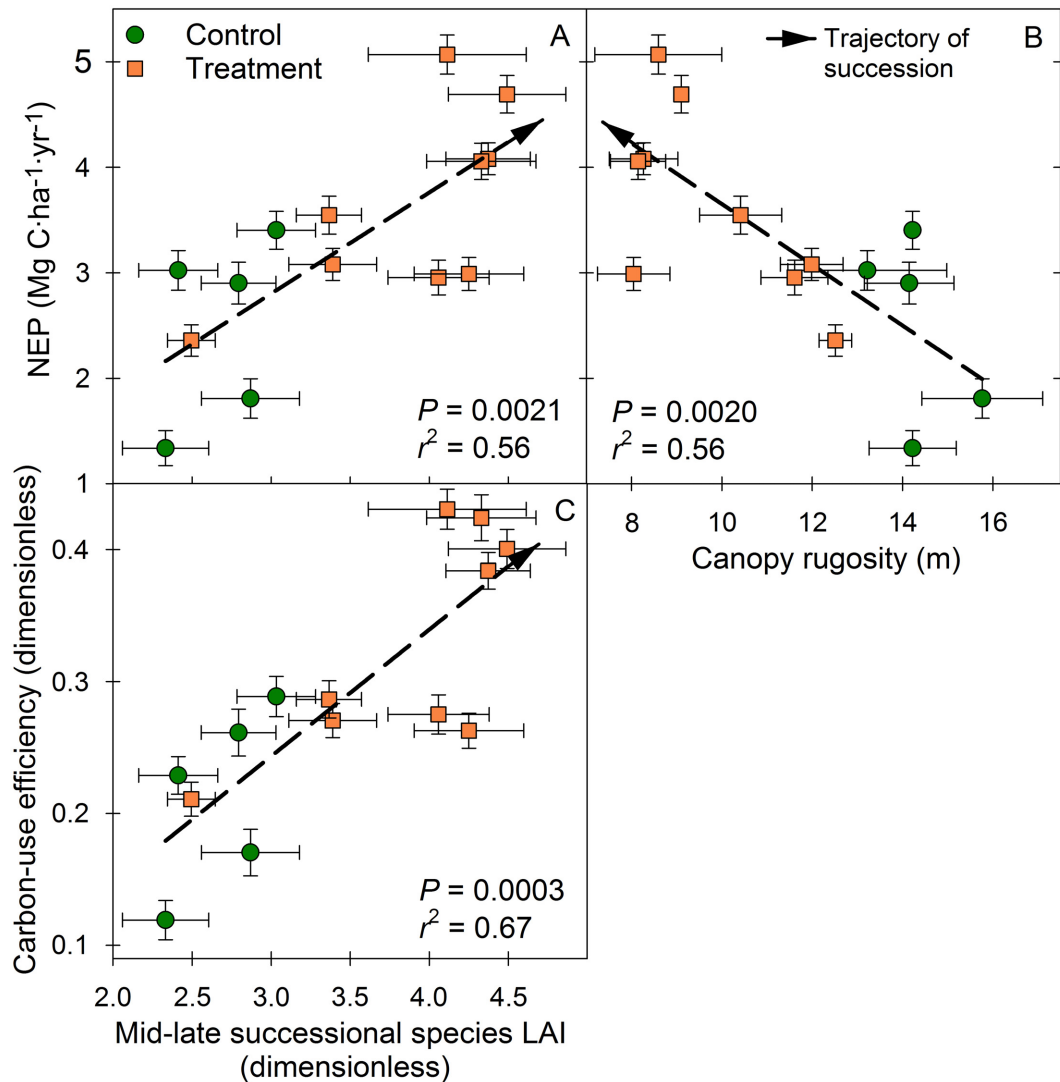 Control
Treatment
A
Trajectory of
succession
B
NEP (Mg C·ha⁻¹·yr⁻¹)
5
4
3
2
1
P = 0.0021
r² = 0.56
P = 0.0020
r² = 0.56
8 10 12 14 16
Canopy rugosity (m)
C
Carbon-use efficiency (dimensionless)
0.4
0.3
0.2
0.1
P = 0.0003
r² = 0.67
2.0 2.5 3.0 3.5 4.0 4.5
Mid-late successional species LAI
(dimensionless)